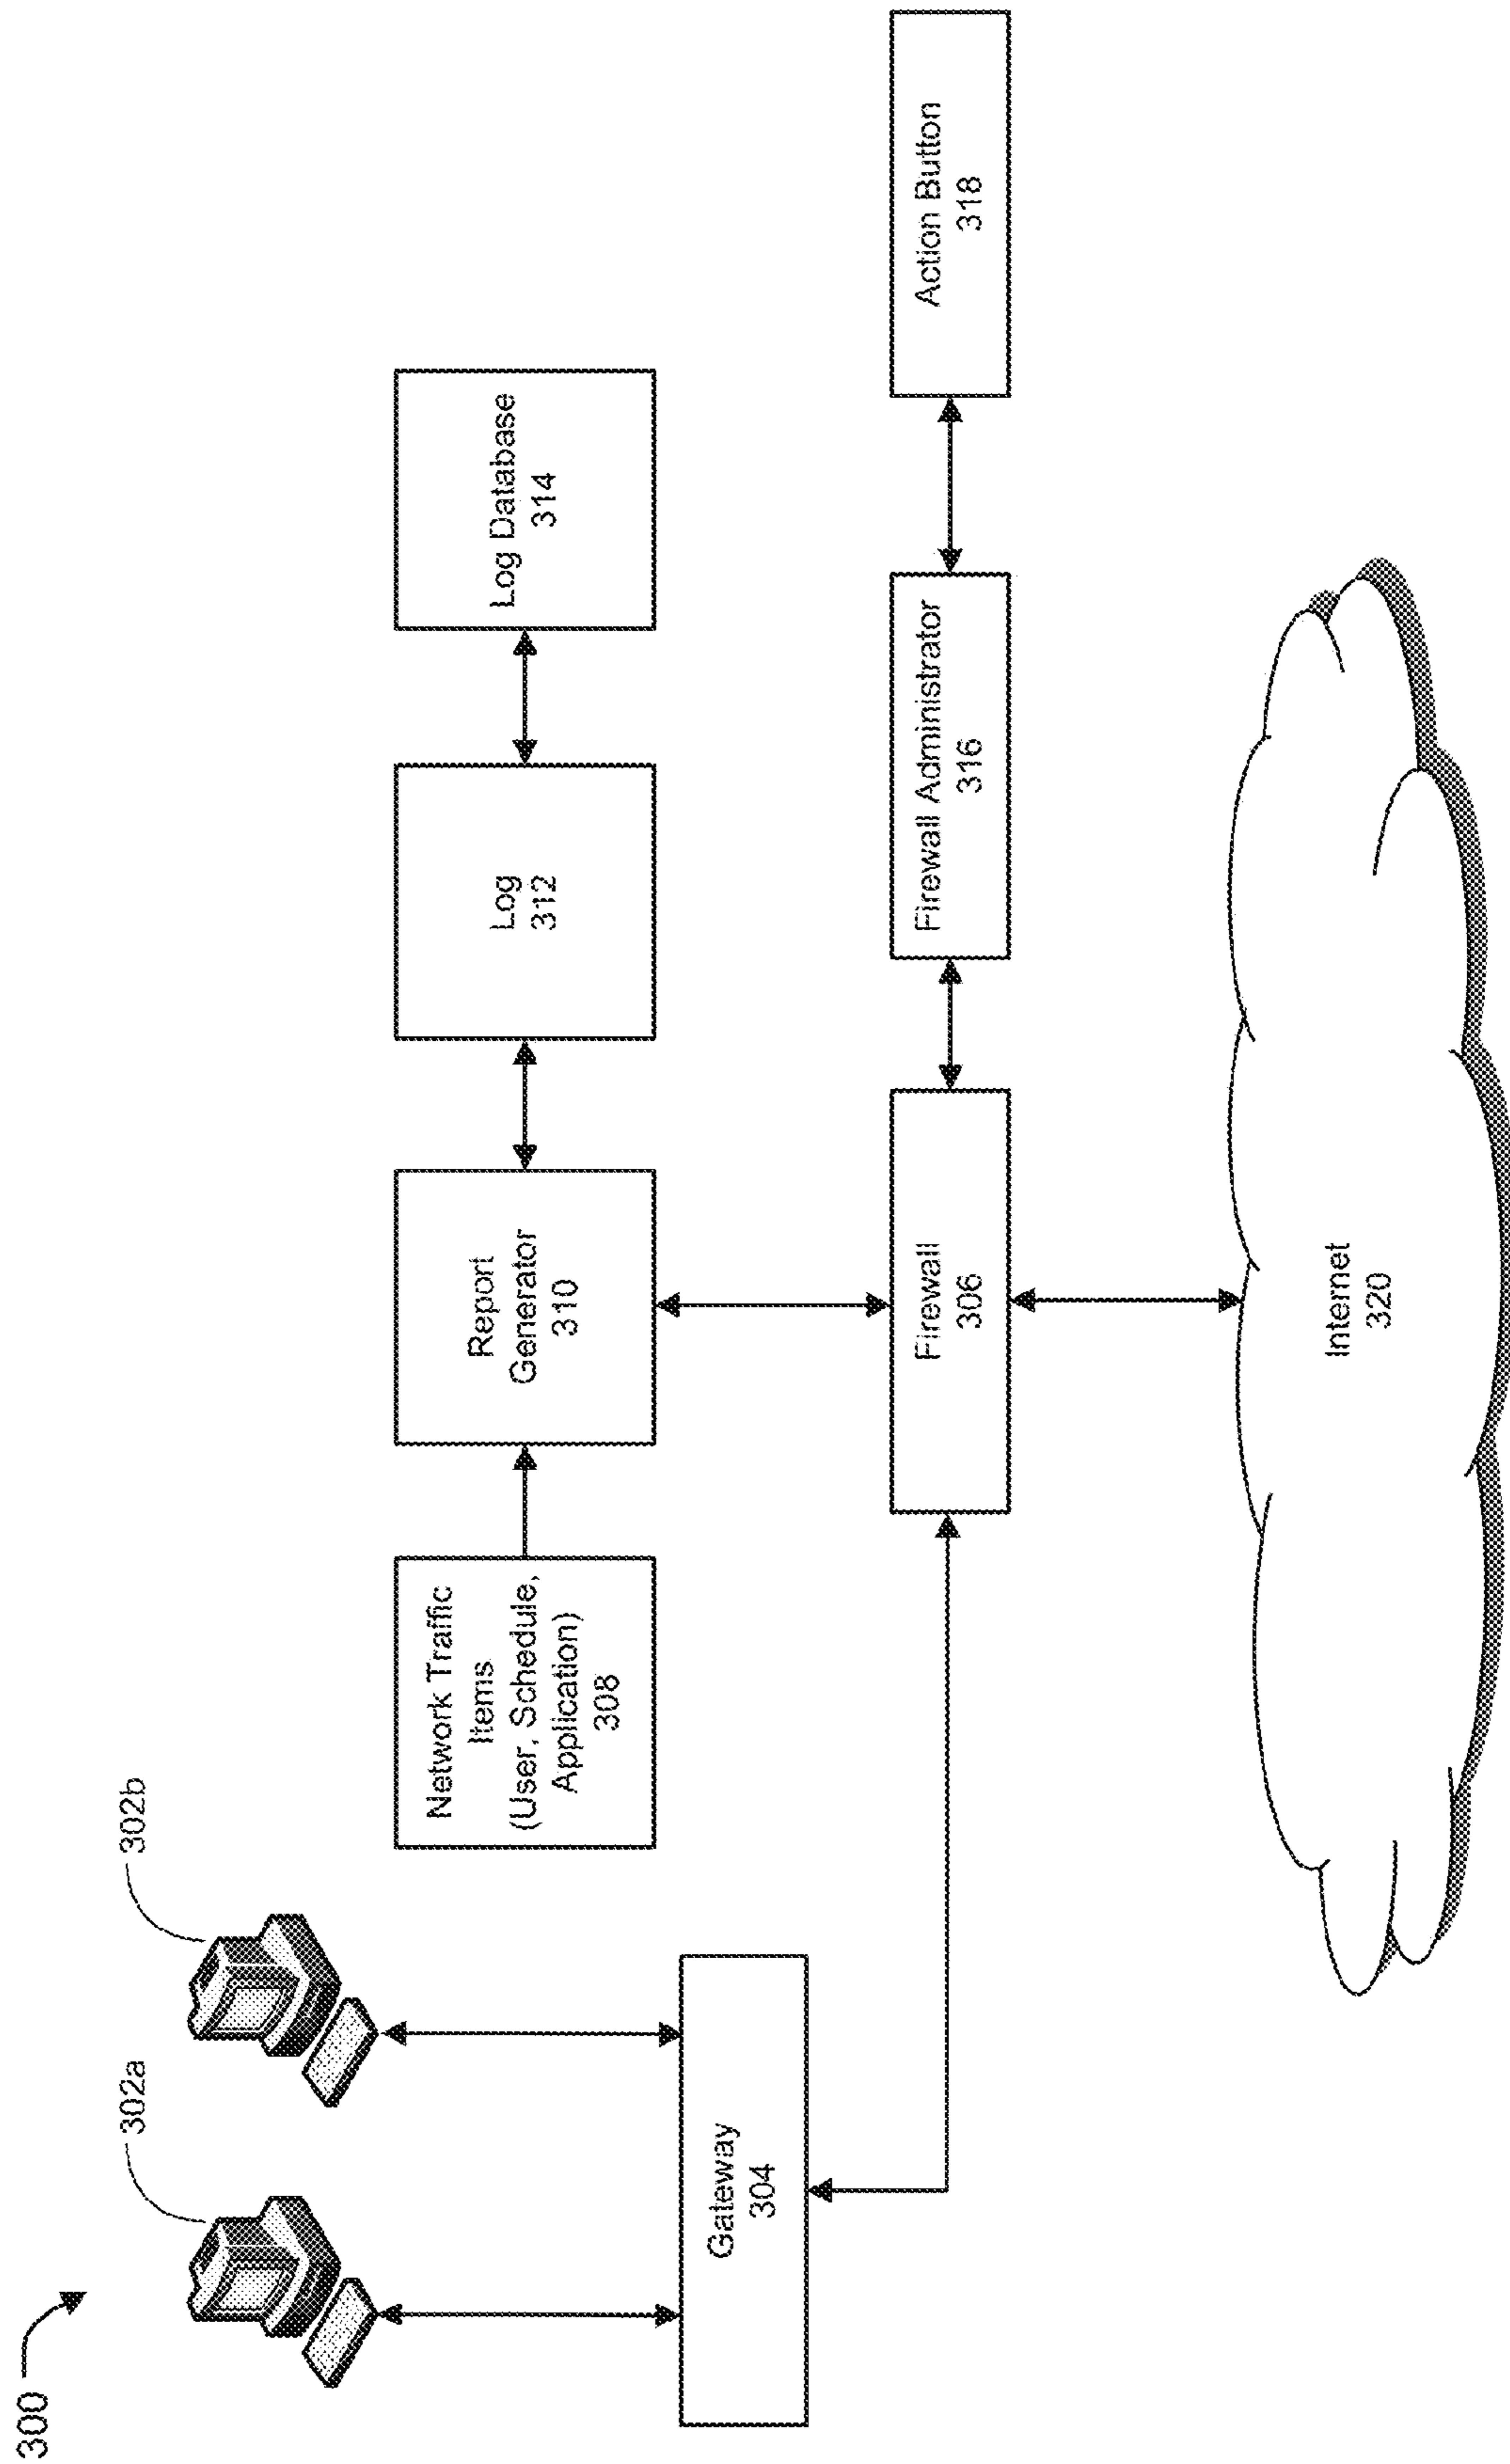 300
302a
302b
Network Traffic
Items
(User, Schedule,
Application)
308
Report
Generator
310
Log
312
Log Database
314
Gateway
304
Firewall
306
Firewall Administrator
316
Action Button
318
Internet
320